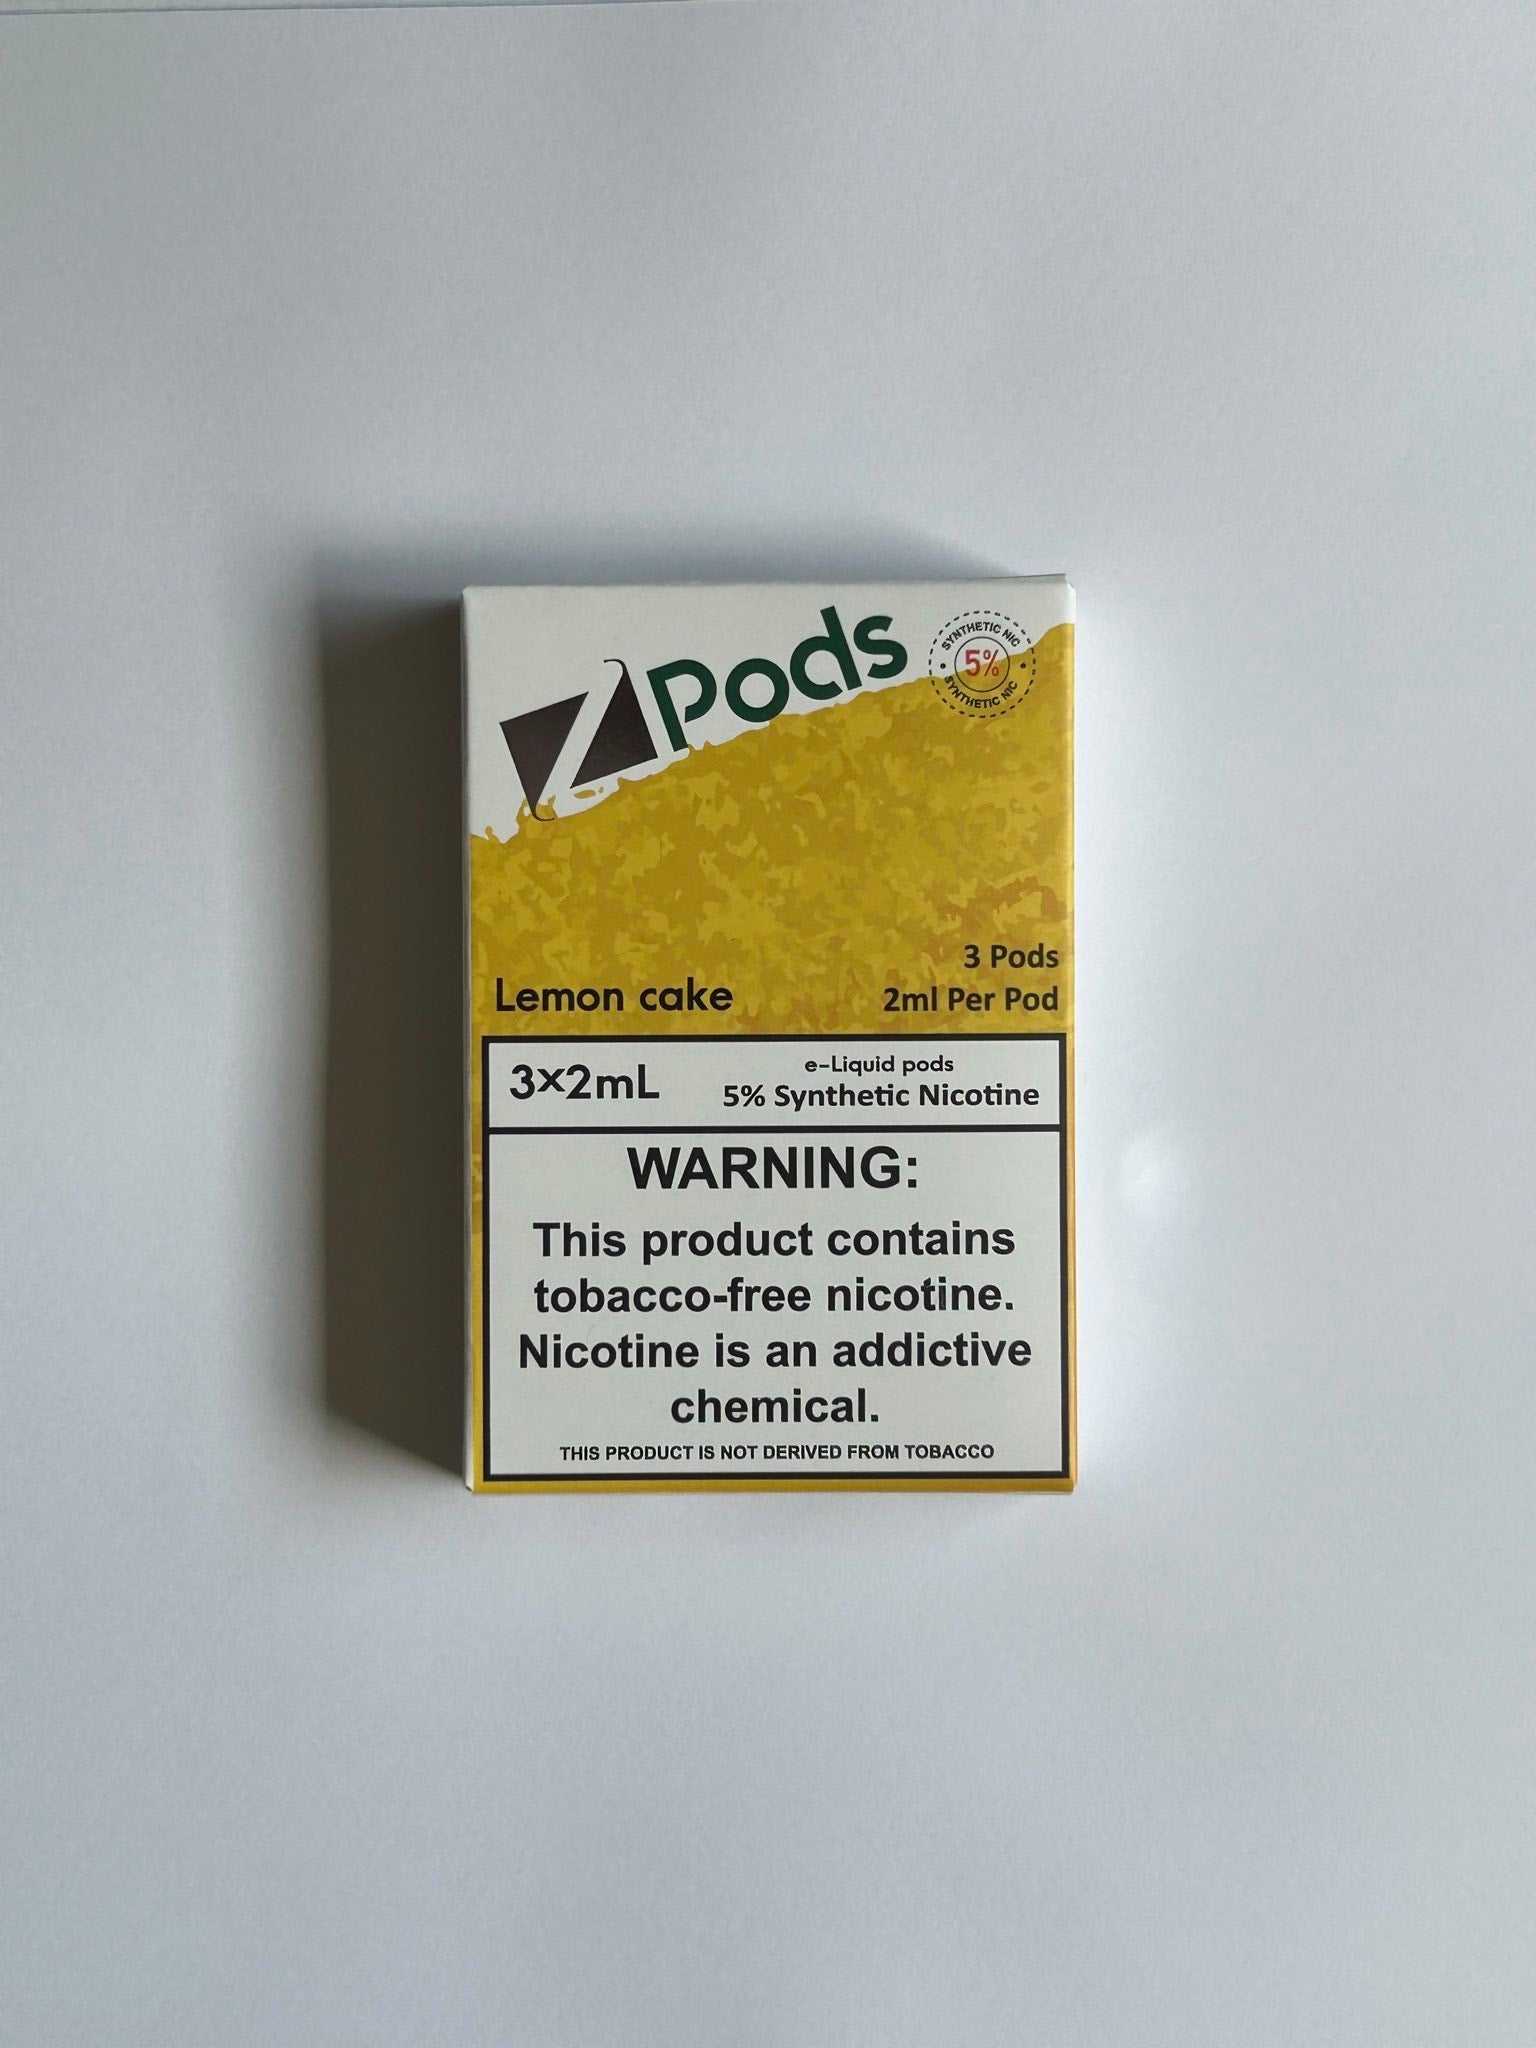 Z Pods
SYNTHETIC NIC
5%
SYNTHETIC NIC
3 Pods
Lemon cake
2ml Per Pod
3×2mL
e-Liquid pods
5% Synthetic Nicotine
WARNING:
This product contains
tobacco-free nicotine.
Nicotine is an addictive
chemical.
THIS PRODUCT IS NOT DERIVED FROM TOBACCO